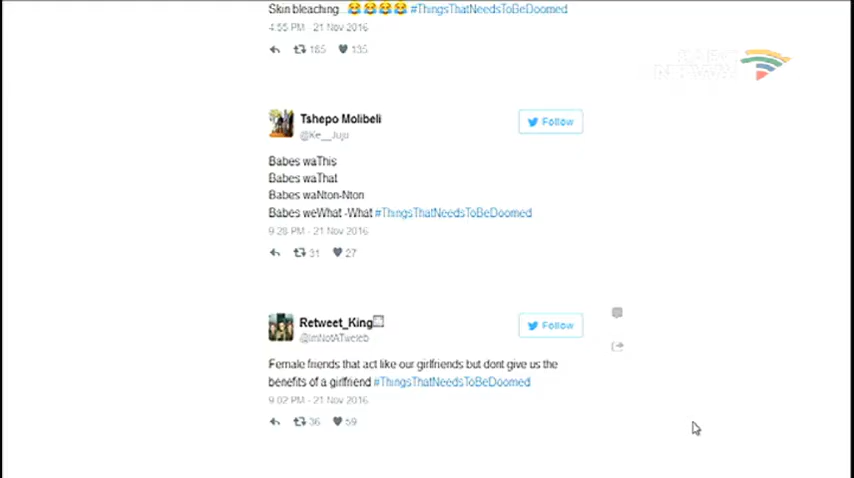 Skin bleaching...😂😂😂😂 #ThingsThatNeedsToBeDoomed
4:55 PM - 21 Nov 2016
185 135
Tshepo Molibeli
Follow
@Ke__Juju
Babes waThis
Babes waThat
Babes waNton-Nton
Babes weWhat -What #ThingsThatNeedsToBeDoomed
9:28 PM - 21 Nov 2016
31 27
Retweet_King
Follow
@ImNotATweleb
Female friends that act like our girlfriends but dont give us the
benefits of a girlfriend #ThingsThatNeedsToBeDoomed
9:02 PM - 21 Nov 2016
36 59